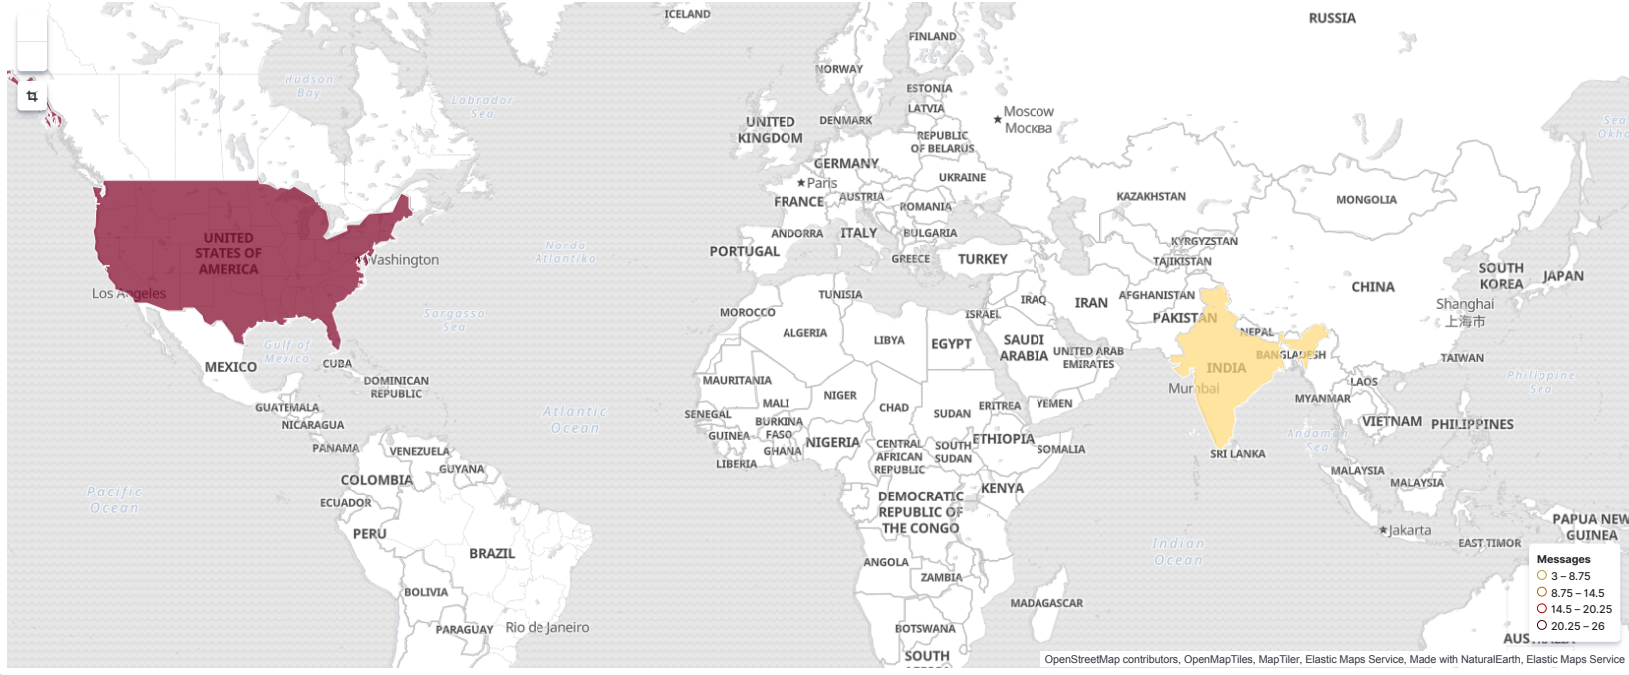 ICELAND
RUSSIA
FINLAND
NORWAY
Hudson
Bay
Labrador
Sea
ESTONIA
LATVIA
DENMARK
UNITED
KINGDOM
Moscow
Москва
REPUBLIC
OF BELARUS
Sea
Okho
GERMANY
UKRAINE
Paris
FRANCE
AUSTRIA
ROMANIA
KAZAKHSTAN
MONGOLIA
ANDORRA
ITALY
BULGARIA
PORTUGAL
GREECE
TURKEY
KYRGYZSTAN
TAJIKISTAN
UNITED
STATES OF
AMERICA
Washington
Nordo
Atlantiko
Los Angeles
TUNISIA
MOROCCO
ISRAEL
IRAQ
IRAN
AFGHANISTAN
PAKISTAN
CHINA
SOUTH
KOREA
JAPAN
Shanghai
上海市
Sargasso
Sea
ALGERIA
LIBYA
EGYPT
SAUDI
ARABIA
UNITED ARAB
EMIRATES
NEPAL
BANGLADESH
INDIA
Mumbai
TAIWAN
Gulf of
Mexico
MEXICO
CUBA
DOMINICAN
REPUBLIC
GUATEMALA
NICARAGUA
PANAMA
Atlantic
Ocean
MAURITANIA
MALI
NIGER
CHAD
SUDAN
ERITREA
YEMEN
SENEGAL
BURKINA
FASO
GUINEA
GHANA
NIGERIA
LIBERIA
CENTRAL
AFRICAN
REPUBLIC
SOUTH
SUDAN
ETHIOPIA
SOMALIA
LAOS
MYANMAR
VIETNAM
PHILIPPINES
Philippine
Sea
Andaman
Sea
SRI LANKA
MALAYSIA
MALAYSIA
VENEZUELA
GUYANA
COLOMBIA
ECUADOR
Pacific
Ocean
PERU
BRAZIL
BOLIVIA
PARAGUAY
Rio de Janeiro
KENYA
DEMOCRATIC
REPUBLIC OF
THE CONGO
ANGOLA
ZAMBIA
MADAGASCAR
BOTSWANA
SOUTH
Indian
Ocean
Jakarta
EAST TIMOR
PAPUA NEW
GUINEA
Messages
3 – 8.75
8.75 – 14.5
14.5 – 20.25
20.25 – 26
OpenStreetMap contributors, OpenMapTiles, MapTiler, Elastic Maps Service, Made with NaturalEarth, Elastic Maps Service